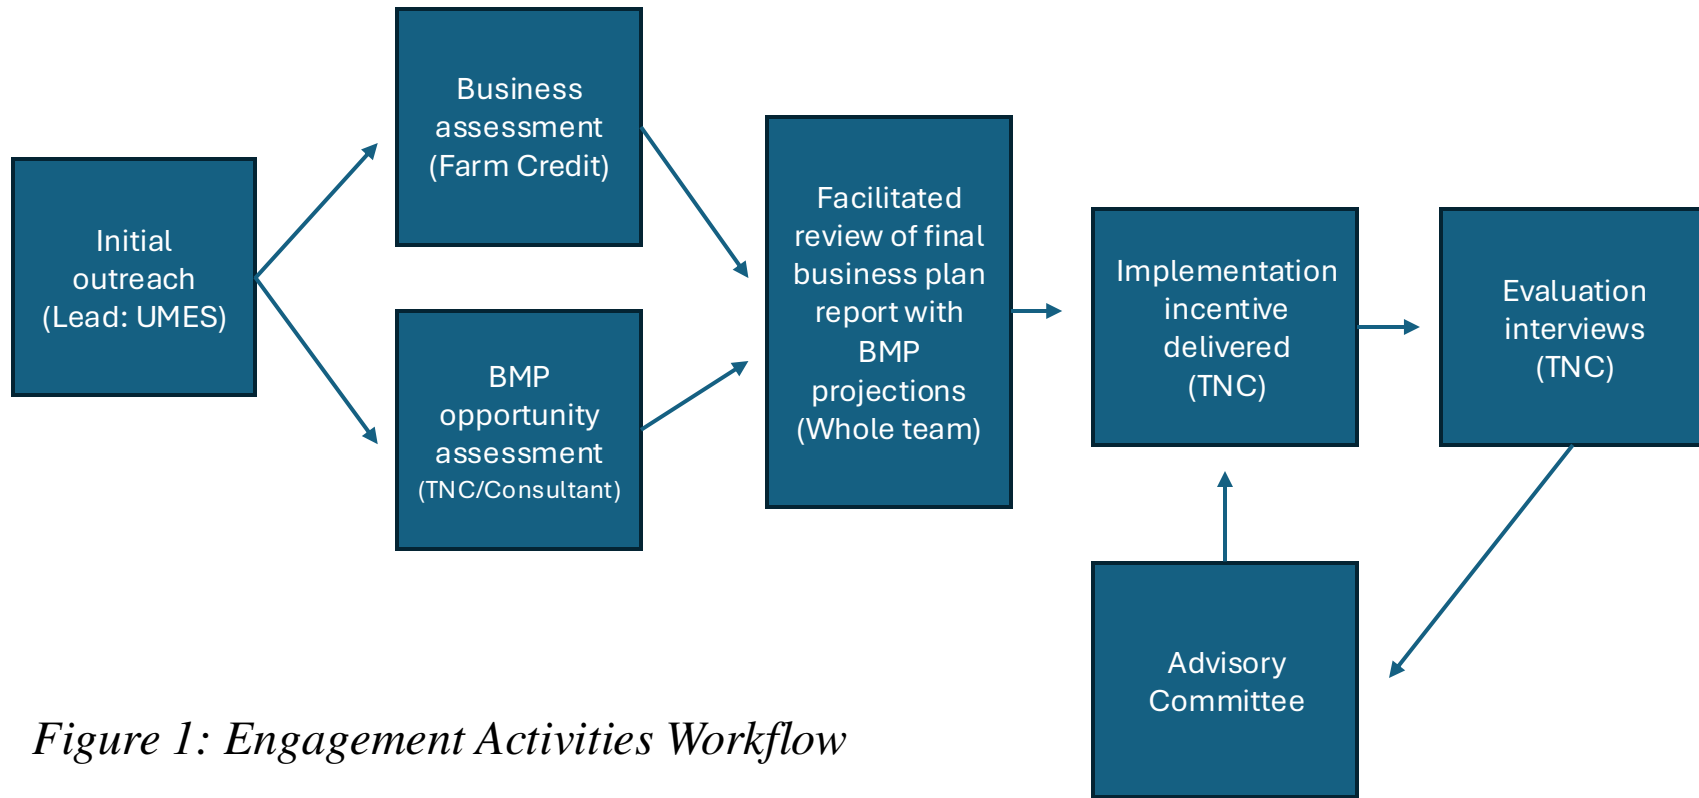 Initial
outreach
(Lead: UMES)
Business
assessment
(Farm Credit)
BMP
opportunity
assessment
(TNC/Consultant)
Facilitated
review of final
business plan
report with
BMP
projections
(Whole team)
Implementation
incentive
delivered
(TNC)
Evaluation
interviews
(TNC)
Advisory
Committee
Figure 1: Engagement Activities Workflow